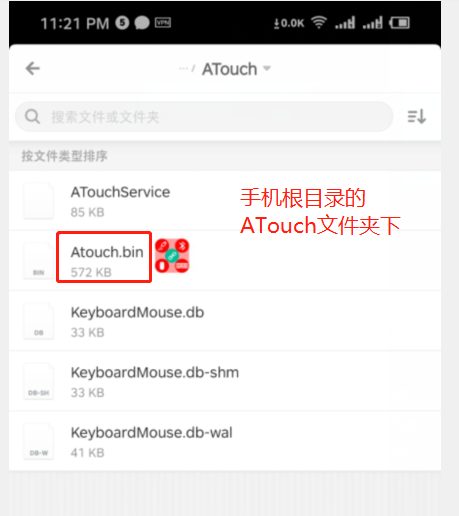 11:21 PM 5 VPN 0.0K
··· / ATouch
搜索文件或文件夹
按文件类型排序
ATouchService
85 KB
手机根目录的
ATouch文件夹下
BIN
Atouch.bin
572 KB
DB
KeyboardMouse.db
33 KB
DB-SH
KeyboardMouse.db-shm
33 KB
DB-W
KeyboardMouse.db-wal
41 KB